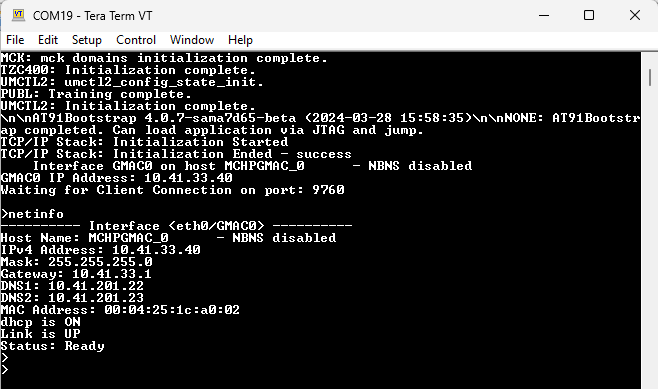 COM19 - Tera Term VT
File Edit Setup Control Window Help
MCK: mck domains initialization complete.
TZC400: Initialization complete.
UMCTL2: umctl2_config_state_init.
PUBL: Training complete.
UMCTL2: Initialization complete.
\n\nAT91Bootstrap 4.0.7-sama7d65-beta (2024-03-28 15:58:35)\n\nNONE: AT91Bootstr
ap completed. Can load application via JTAG and jump.
TCP/IP Stack: Initialization Started
TCP/IP Stack: Initialization Ended - success
    Interface GMAC0 on host MCHPGMAC_0      - NBNS disabled
GMAC0 IP Address: 10.41.33.40
Waiting for Client Connection on port: 9760

>netinfo
---------- Interface <eth0/GMAC0> ----------
Host Name: MCHPGMAC_0      - NBNS disabled
IPv4 Address: 10.41.33.40
Mask: 255.255.255.0
Gateway: 10.41.33.1
DNS1: 10.41.201.22
DNS2: 10.41.201.23
MAC Address: 00:04:25:1c:a0:02
dhcp is ON
Link is UP
Status: Ready
>
>